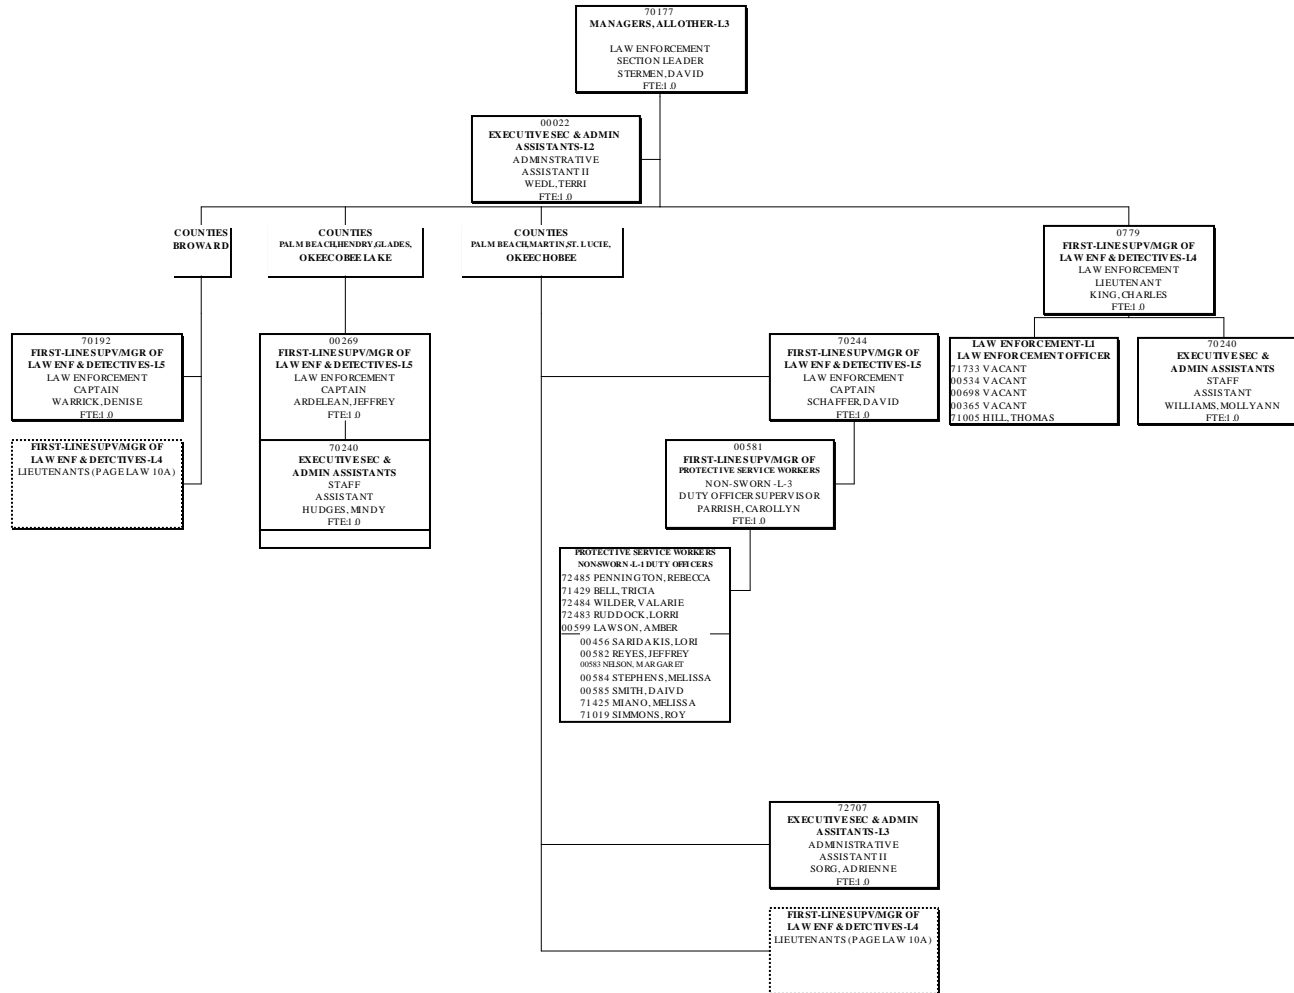 70177
MANAGERS, ALL OTHER-L3
LAW ENFORCEMENT
SECTION LEADER
STERMEN, DAVID
FTE:1.0
00022
EXECUTIVE SEC & ADMIN
ASSISTANTS-L2
ADMINSTRATIVE
ASSISTANT II
WEDL, TERRI
FTE:1.0
COUNTIES
BROWARD
COUNTIES
PALM BEACH,HENDRY,GLADES,
OKEECOBEE LAKE
COUNTIES
PALM BEACH,MARTIN,ST. LUCIE,
OKEECHOBEE
0779
FIRST-LINE SUPV/MGR OF
LAW ENF & DETECTIVES-L4
LAW ENFORCEMENT
LIEUTENANT
KING, CHARLES
FTE:1.0
70192
FIRST-LINE SUPV/MGR OF
LAW ENF & DETECTIVES-L5
LAW ENFORCEMENT
CAPTAIN
WARRICK, DENISE
FTE:1.0
00269
FIRST-LINE SUPV/MGR OF
LAW ENF & DETECTIVES-L5
LAW ENFORCEMENT
CAPTAIN
ARDELEAN, JEFFREY
FTE:1.0
70244
FIRST-LINE SUPV/MGR OF
LAW ENF & DETECTIVES-L5
LAW ENFORCEMENT
CAPTAIN
SCHAFFER, DAVID
FTE:1.0
LAW ENFORCEMENT-L1
LAW ENFORCEMENT OFFICER
71733 VACANT
00534 VACANT
00698 VACANT
00365 VACANT
71005 HILL, THOMAS
70240
EXECUTIVE SEC &
ADMIN ASSISTANTS
STAFF
ASSISTANT
WILLIAMS, MOLLYANN
FTE:1.0
FIRST-LINE SUPV/MGR OF
LAW ENF & DETCTIVES-L4
LIEUTENANTS (PAGE LAW 10A)
70240
EXECUTIVE SEC &
ADMIN ASSISTANTS
STAFF
ASSISTANT
HUDGES, MINDY
FTE:1.0
00581
FIRST-LINE SUPV/MGR OF
PROTECTIVE SERVICE WORKERS
NON-SWORN -L-3
DUTY OFFICER SUPERVISOR
PARRISH, CAROLLYN
FTE:1.0
PROTECTIVE SERVICE WORKERS
NON-SWORN -L-1 DUTY OFFICERS
72485 PENNINGTON, REBECCA
71429 BELL, TRICIA
72484 WILDER, VALARIE
72483 RUDDOCK, LORRI
00599 LAWSON, AMBER
00456 SARIDAKIS, LORI
00582 REYES, JEFFREY
00583 NELSON, MARGARET
00584 STEPHENS, MELISSA
00585 SMITH, DAIVD
71425 MIANO, MELISSA
71019 SIMMONS, ROY
72707
EXECUTIVE SEC & ADMIN
ASSITANTS-L3
ADMINISTRATIVE
ASSISTANT II
SORG, ADRIENNE
FTE:1.0
FIRST-LINE SUPV/MGR OF
LAW ENF & DETCTIVES-L4
LIEUTENANTS (PAGE LAW 10A)